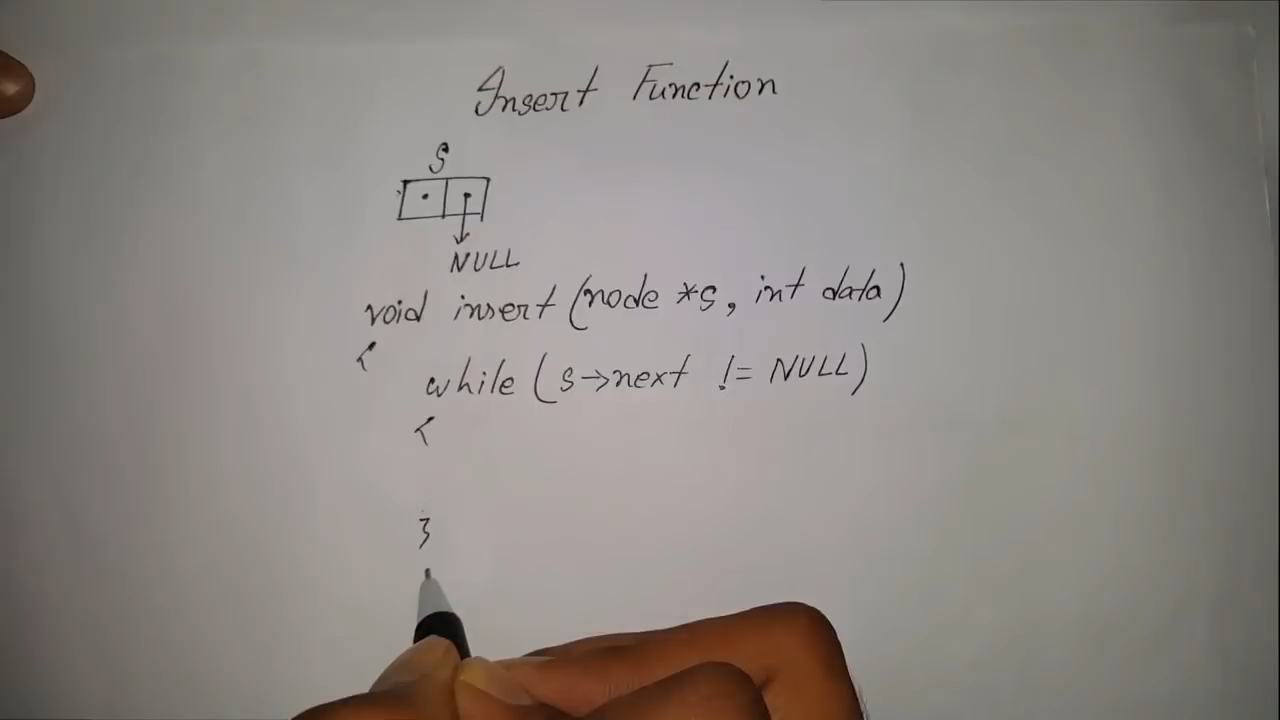 Insert Function
S
NULL
void insert (node *s, int data)
{
while (s->next != NULL)
{
}